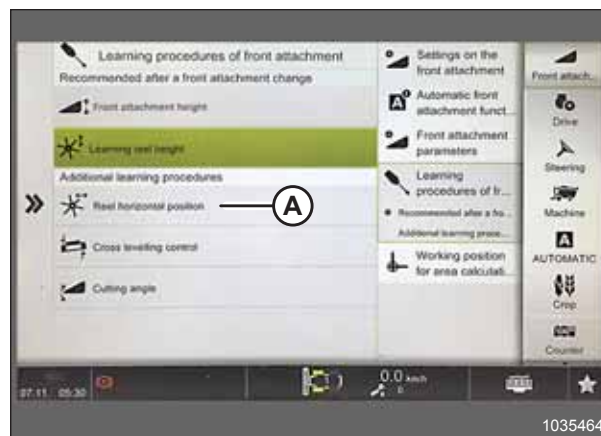 Learning procedures of front attachment
Recommended after a front attachment change
Front attachment height
Learning reel height
Additional learning procedures
Reel horizontal position
A
Cross levelling control
Cutting angle
Settings on the
front attachment
Automatic front
attachment funct...
Front attachment
parameters
Learning
procedures of fr...
Recommended after a fro...
Additional learning proce...
Working position
for area calculati...
Front attach...
Drive
Steering
Machine
AUTOMATIC
Crop
Counter
07.11 05:30
0.0 km/h
0
1035464